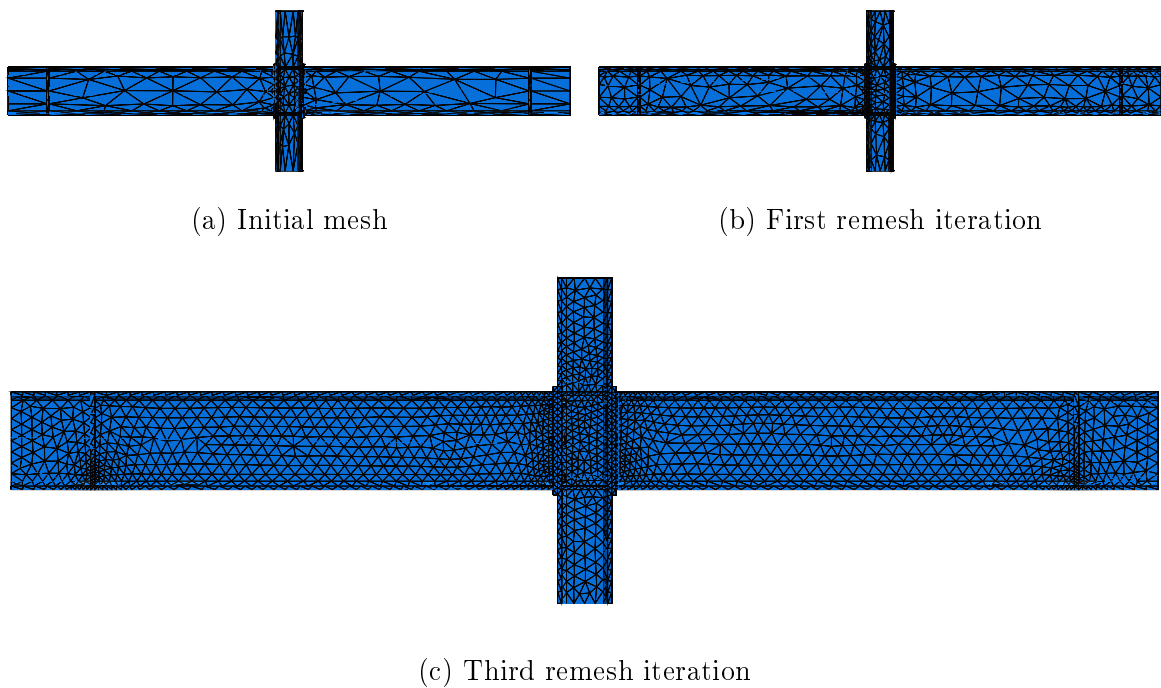 (a) Initial mesh
(b) First remesh iteration
(c) Third remesh iteration